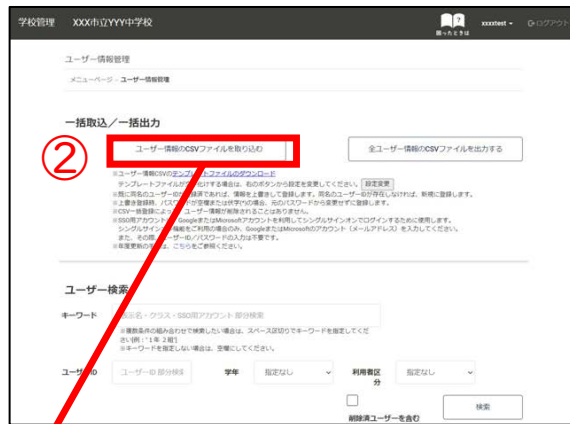 学校管理 XXX市立YYY中学校
?
困ったときは
xxxxtest
ログアウト
ユーザー情報管理
メニューページ ユーザー情報管理
一括取込/一括出力
②
ユーザー情報のCSVファイルを取り込む
全ユーザー情報のCSVファイルを出力する
※ユーザー情報CSVのテンプレートファイルのダウンロード
テンプレートファイルが 化けする場合は、右のボタンから設定を変更してください。 設定変更
※既に同名のユーザーIDが 済であれば、情報を上書きして登録します。同名のユーザーIDが存在しなければ、新規に登録します。
※上書き登録時、パスワードが空欄または伏字(*)の場合、元のパスワードから変更せずに登録します。
※CSV一括登録によっ ユーザー情報が削除されることはありません。
※SSO用アカウント GoogleまたはMicrosoftアカウントを利用してシングルサインオンでログインするために使用します。
シングルサイン 機能をご利用の場合のみ、GoogleまたはMicrosoftのアカウント(メールアドレス)を入力してください。
また、その際 ユーザーID/パスワードの入力は不要です。
※年度更新の 、こちらをご参照ください。
ユーザー検索
キーワード
示名・クラス・SSO用アカウント 部分検索
※複数条件の組み合わせで検索したい場合は、スペース区切りでキーワードを指定してくだ
さい(例:"1年 2組")
※キーワードを指定しない場合は、空欄にしてください。
ユーザ ID
ユーザーID 部分検索
学年
指定なし
利用者区
分
指定なし
削除済ユーザーを含む
検索